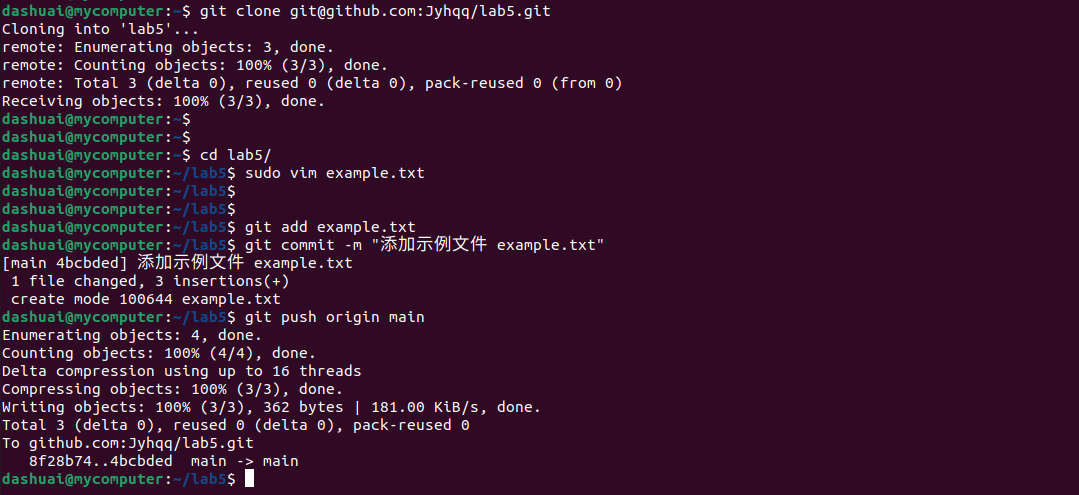 dashuai@mycomputer:~$ git clone git@github.com:Jyhqq/lab5.git
Cloning into 'lab5'...
remote: Enumerating objects: 3, done.
remote: Counting objects: 100% (3/3), done.
remote: Total 3 (delta 0), reused 0 (delta 0), pack-reused 0 (from 0)
Receiving objects: 100% (3/3), done.
dashuai@mycomputer:~$
dashuai@mycomputer:~$
dashuai@mycomputer:~$ cd lab5/
dashuai@mycomputer:~/lab5$ sudo vim example.txt
dashuai@mycomputer:~/lab5$
dashuai@mycomputer:~/lab5$
dashuai@mycomputer:~/lab5$ git add example.txt
dashuai@mycomputer:~/lab5$ git commit -m "添加示例文件 example.txt"
[main 4bcbded] 添加示例文件 example.txt
 1 file changed, 3 insertions(+)
 create mode 100644 example.txt
dashuai@mycomputer:~/lab5$ git push origin main
Enumerating objects: 4, done.
Counting objects: 100% (4/4), done.
Delta compression using up to 16 threads
Compressing objects: 100% (3/3), done.
Writing objects: 100% (3/3), 362 bytes | 181.00 KiB/s, done.
Total 3 (delta 0), reused 0 (delta 0), pack-reused 0
To github.com:Jyhqq/lab5.git
   8f28b74..4bcbded  main -> main
dashuai@mycomputer:~/lab5$